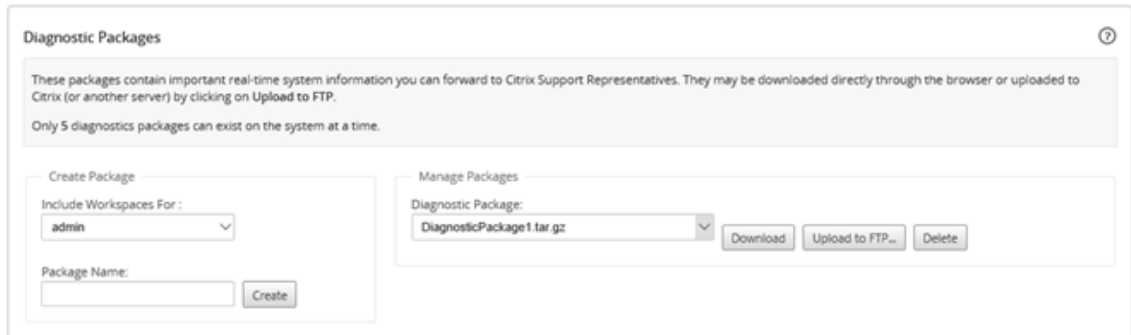 Diagnostic Packages
These packages contain important real-time system information you can forward to Citrix Support Representatives. They may be downloaded directly through the browser or uploaded to
Citrix (or another server) by clicking on Upload to FTP.
Only 5 diagnostics packages can exist on the system at a time.
Create Package
Include Workspaces For :
admin
Package Name:
Create
Manage Packages
Diagnostic Package:
DiagnosticPackage1.tar.gz
Download
Upload to FTP...
Delete